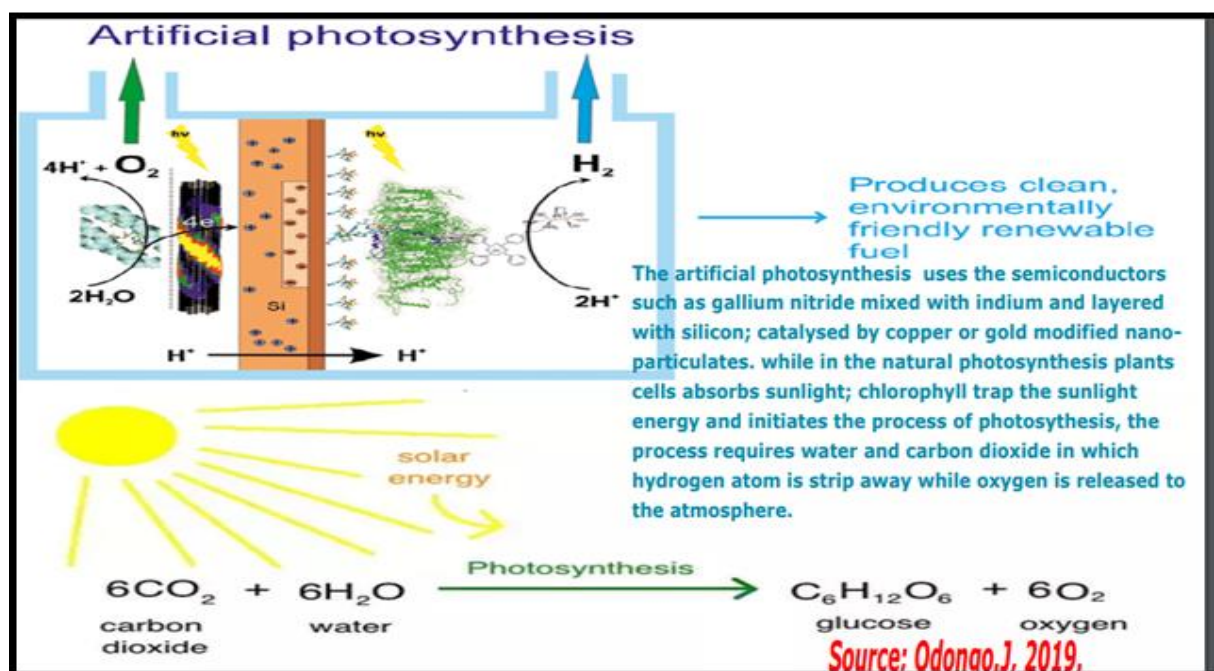 Artificial photosynthesis
hν
hν
4H⁺ + O₂
H₂
4e⁻
2H₂O
Si
2H⁺
H⁺
H⁺
Produces clean,
environmentally
friendly renewable
fuel
The artificial photosynthesis uses the semiconductors
such as gallium nitride mixed with indium and layered
with silicon; catalysed by copper or gold modified nano-
particulates. while in the natural photosynthesis plants
cells absorbs sunlight; chlorophyll trap the sunlight
energy and initiates the process of photosythesis, the
process requires water and carbon dioxide in which
hydrogen atom is strip away while oxygen is released to
the atmosphere.
solar
energy
Photosynthesis
6CO₂ + 6H₂O
C₆H₁₂O₆ + 6O₂
carbon
dioxide
water
glucose
oxygen
Source: Odongo,J, 2019.